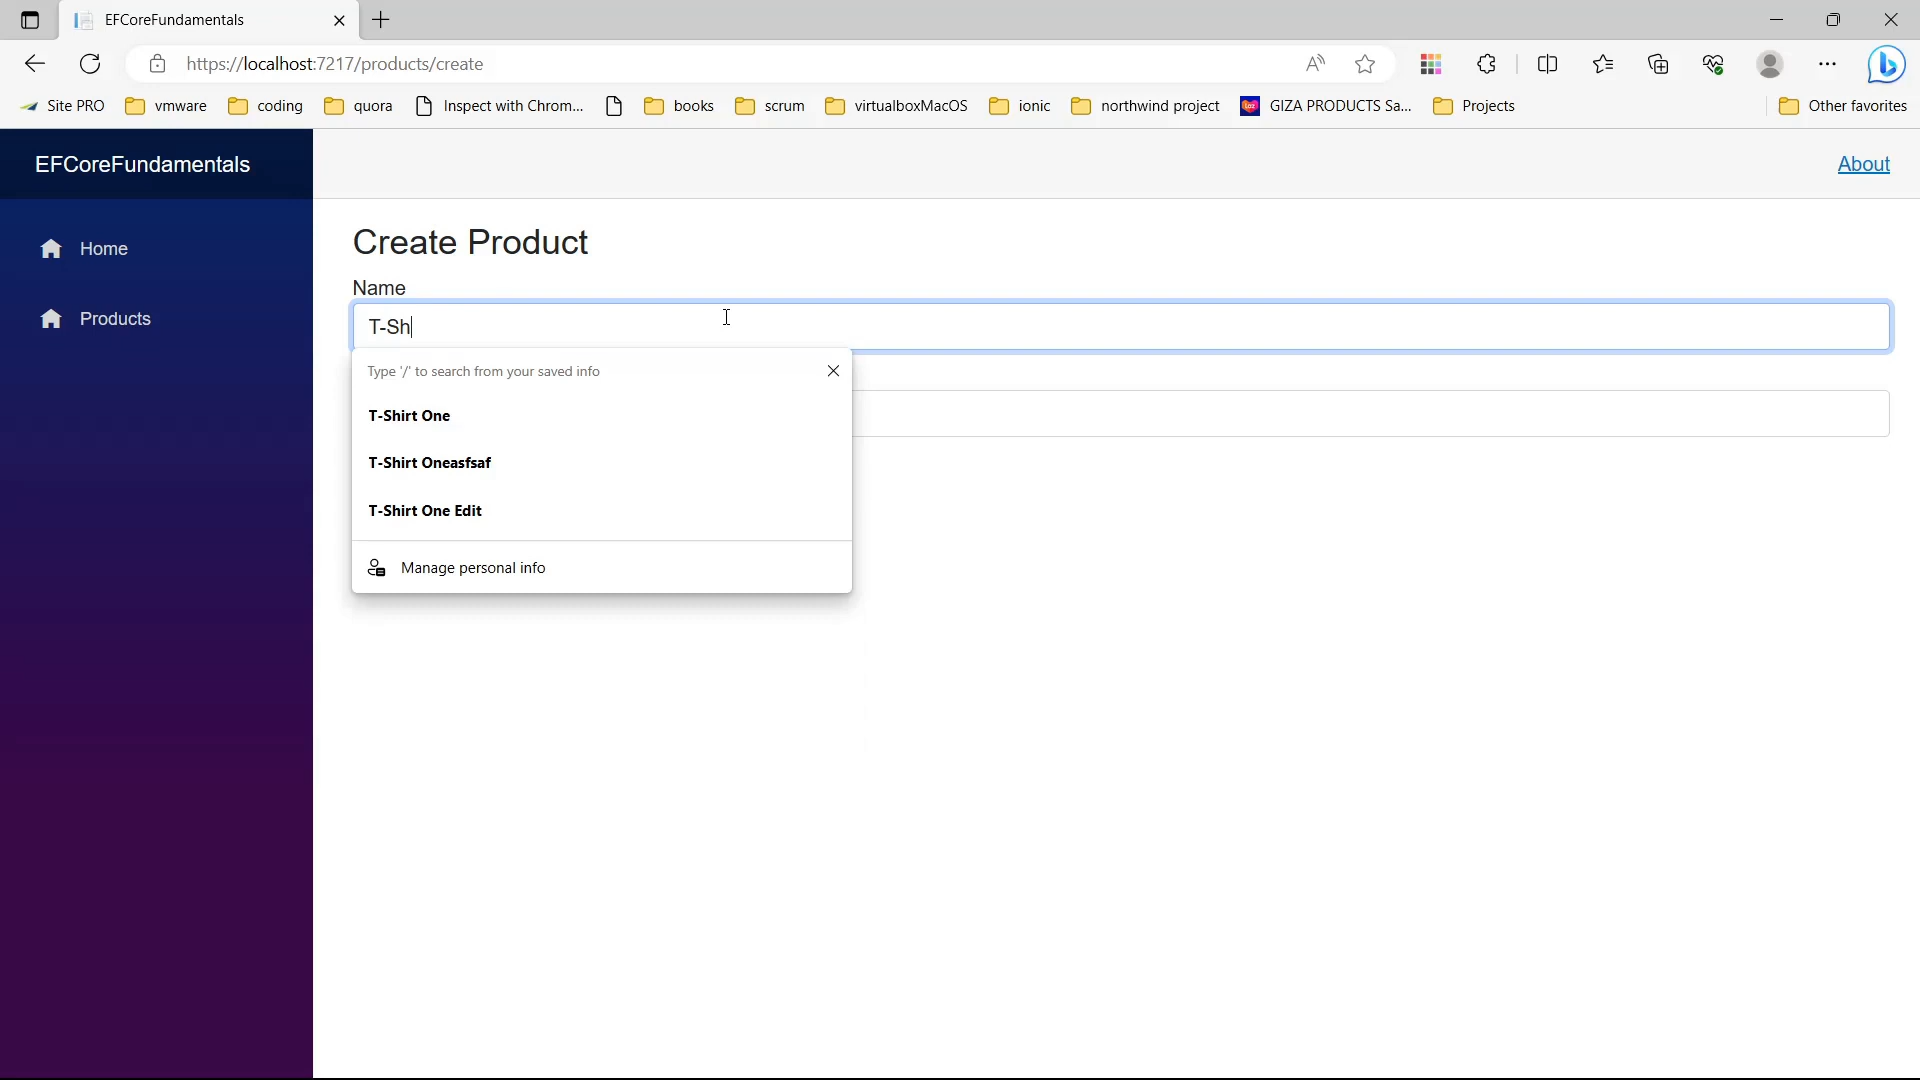 EFCoreFundamentals
https://localhost:7217/products/create
Site PRO vmware coding quora Inspect with Chrom... books scrum virtualboxMacOS ionic northwind project GIZA PRODUCTS Sa... Projects Other favorites
EFCoreFundamentals
About
Home
Products
Create Product
Name
T-Sh
Type '/' to search from your saved info
T-Shirt One
T-Shirt Oneasfsaf
T-Shirt One Edit
Manage personal info